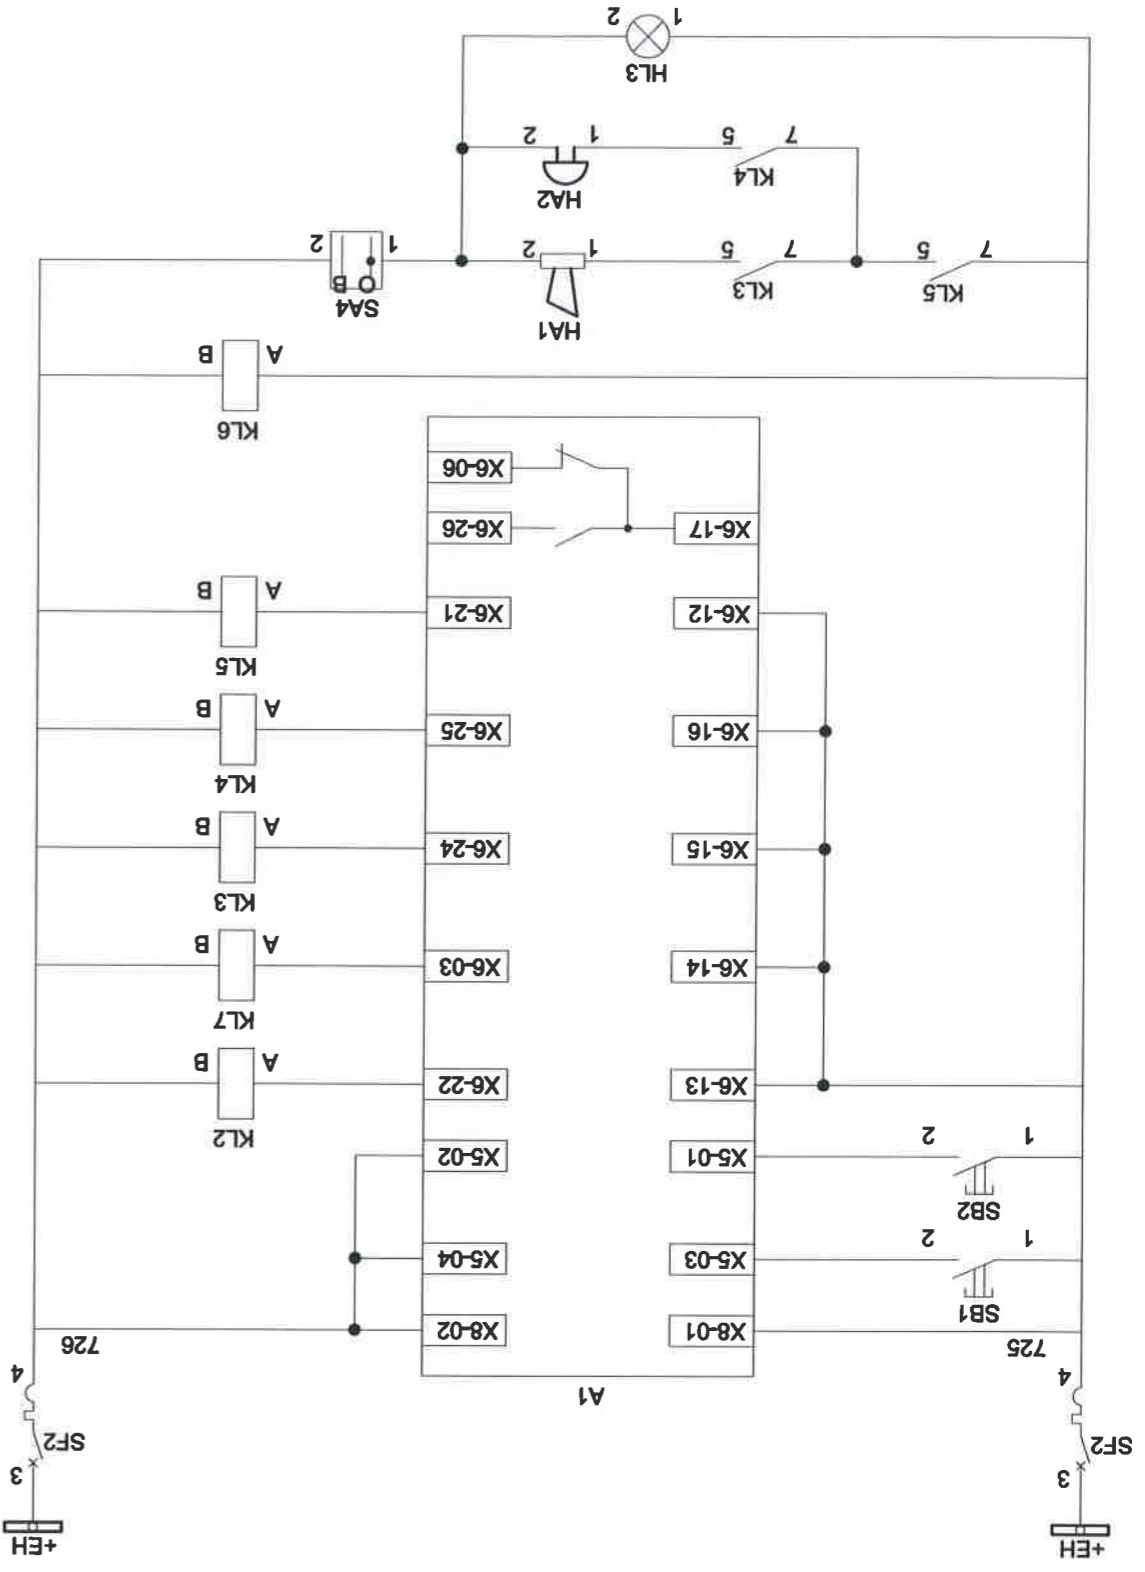 +EH +EH
3 3
SF2 SF2
4 4
A1
725 726
X8-01 X8-02
SB1
1 2 X5-03 X5-04
SB2
1 2 X5-01 X5-02
KL2
X6-13 X6-22 A B
KL7
X6-14 X6-03 A B
KL3
X6-15 X6-24 A B
KL4
X6-16 X6-25 A B
KL5
X6-12 X6-21 A B
X6-17 X6-26
X6-06
KL6
A B
HA1
SA4
KL5 KL3 O B
7 5 7 5 1 2 1 2
HA2
KL4
7 5 1 2
HL3
1 2